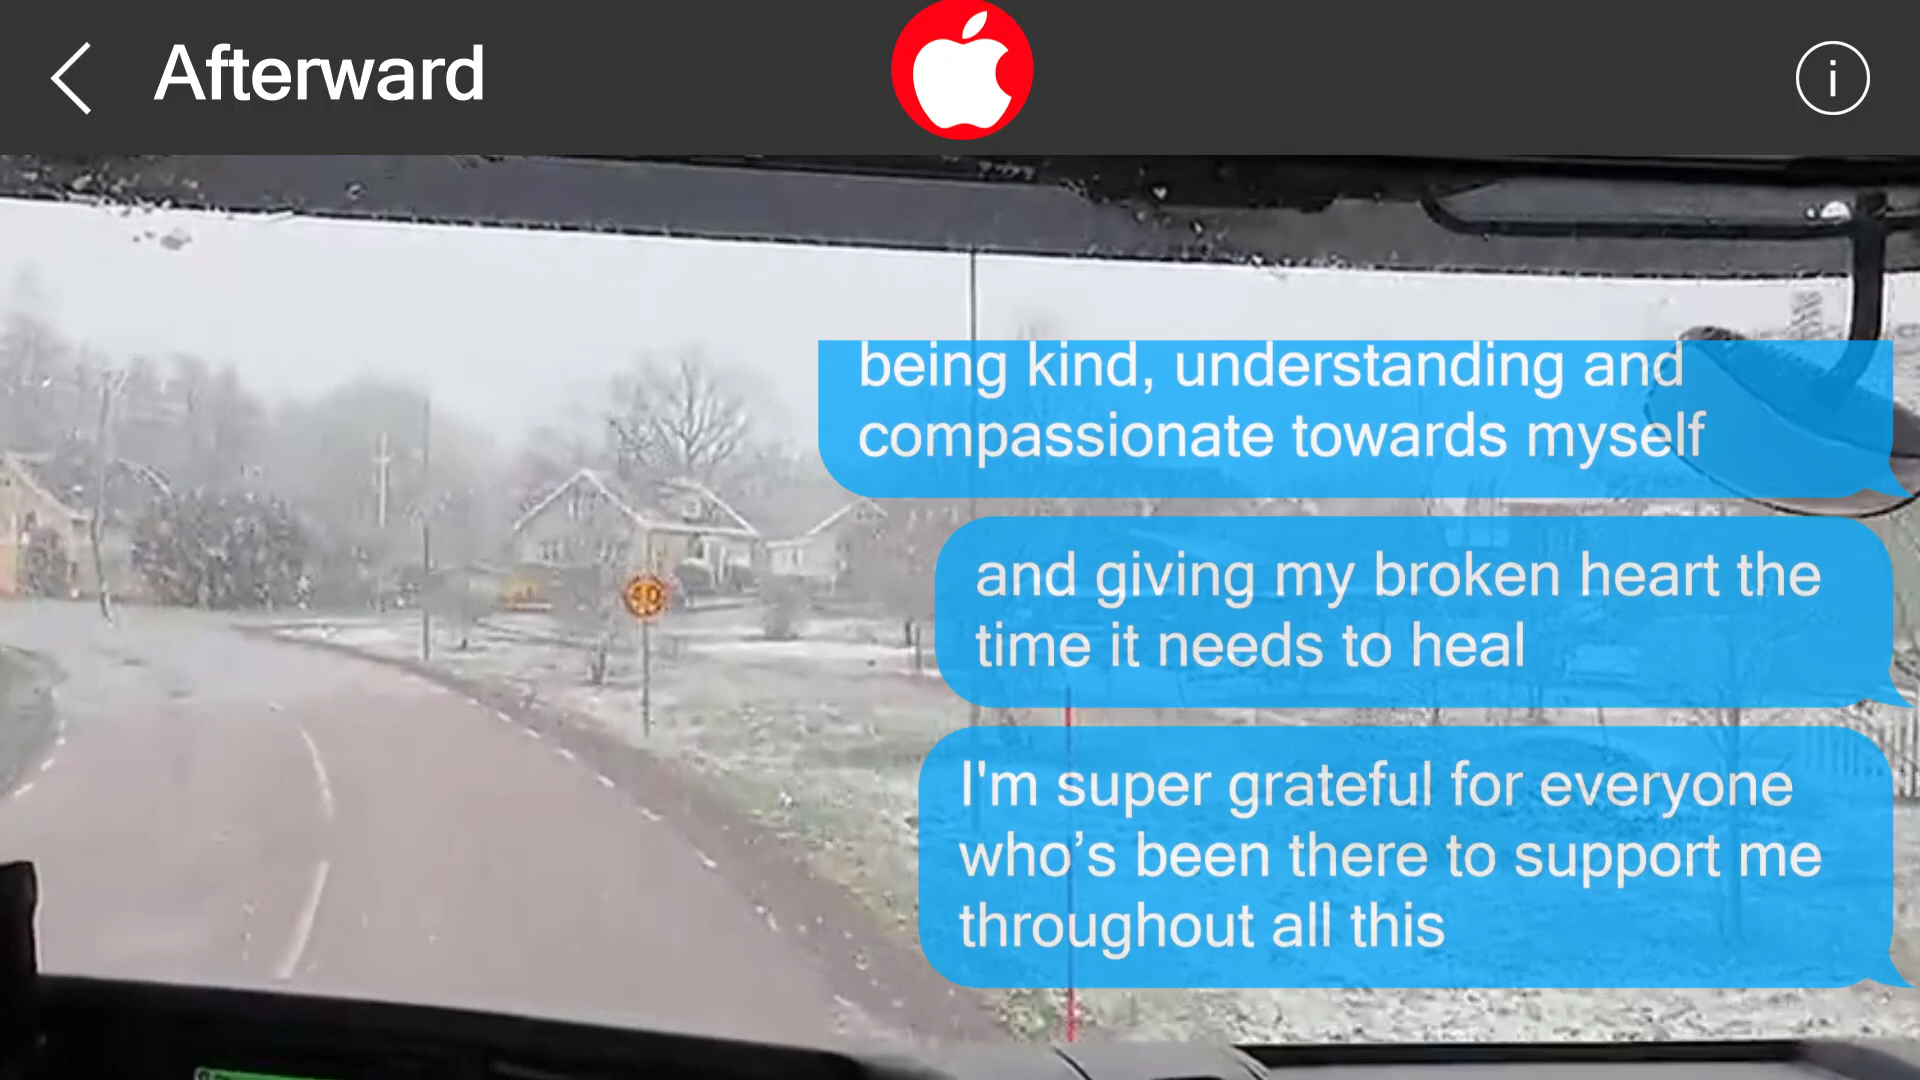 Afterward
i
being kind, understanding and
compassionate towards myself
and giving my broken heart the
time it needs to heal
40
I'm super grateful for everyone
who’s been there to support me
throughout all this